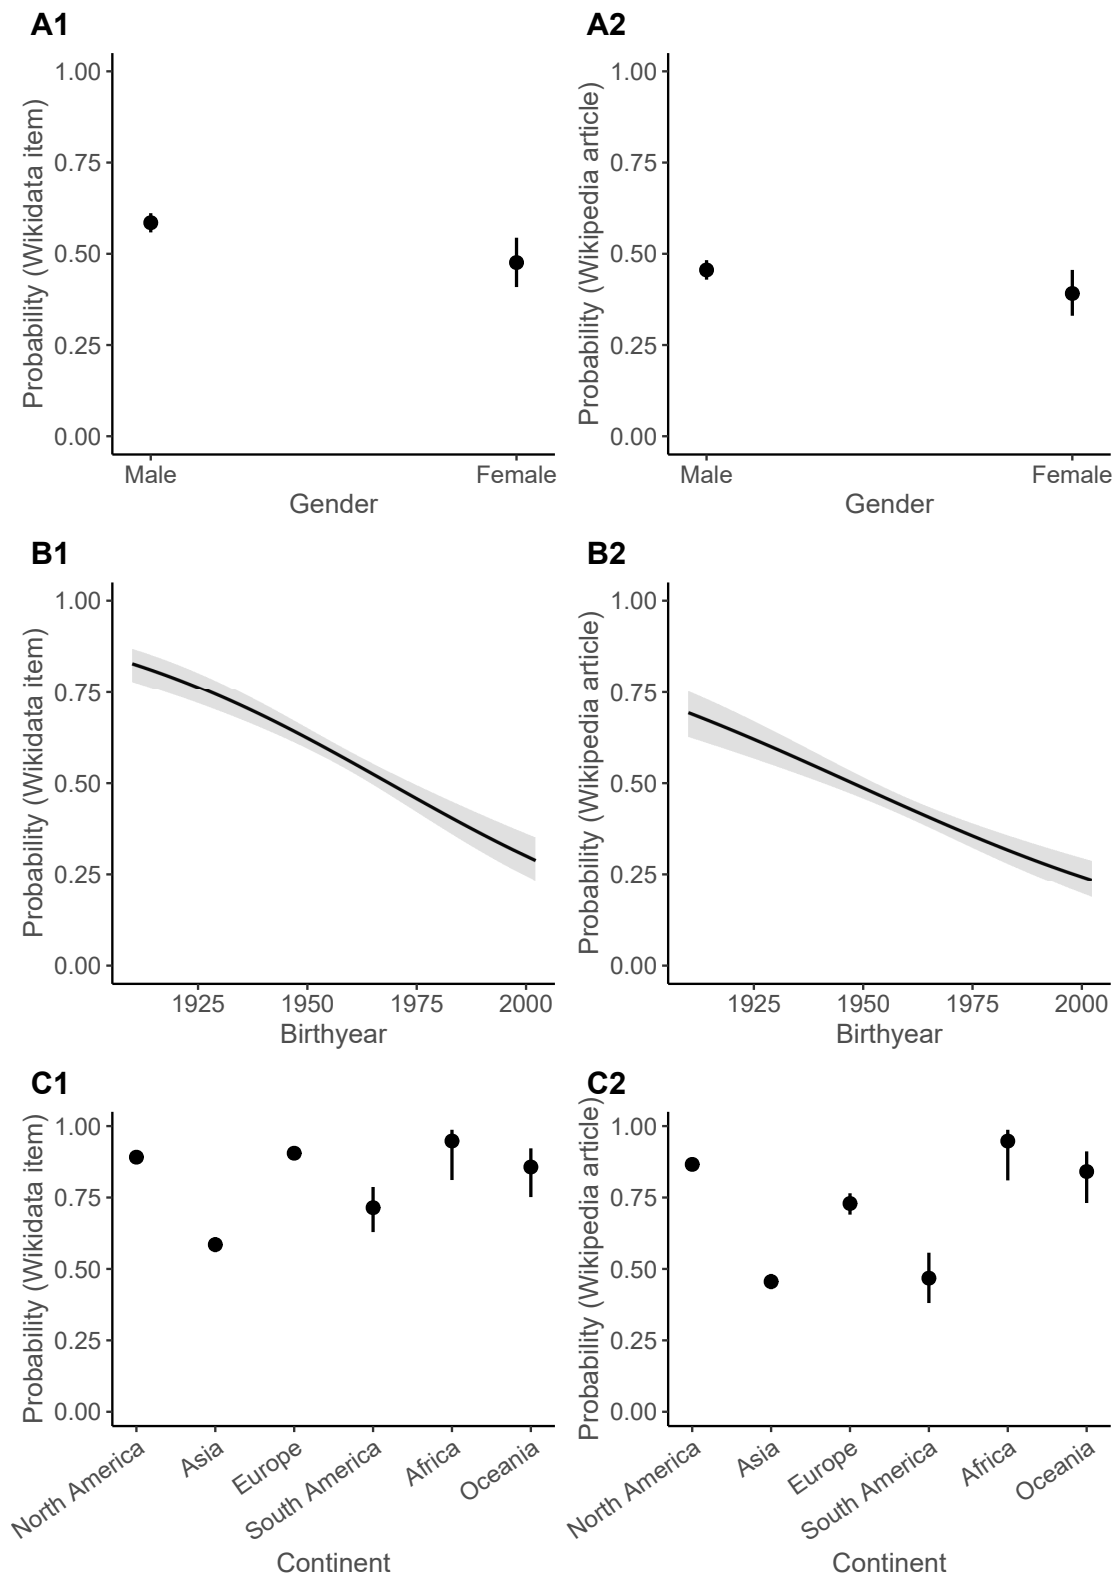 A1
Probability (Wikidata item)
1.00
0.75
0.50
0.25
0.00
Male
Female
Gender
A2
Probability (Wikipedia article)
1.00
0.75
0.50
0.25
0.00
Male
Female
Gender
B1
Probability (Wikidata item)
1.00
0.75
0.50
0.25
0.00
1925
1950
1975
2000
Birthyear
B2
Probability (Wikipedia article)
1.00
0.75
0.50
0.25
0.00
1925
1950
1975
2000
Birthyear
C1
Probability (Wikidata item)
1.00
0.75
0.50
0.25
0.00
North America
Asia
Europe
South America
Africa
Oceania
Continent
C2
Probability (Wikipedia article)
1.00
0.75
0.50
0.25
0.00
North America
Asia
Europe
South America
Africa
Oceania
Continent